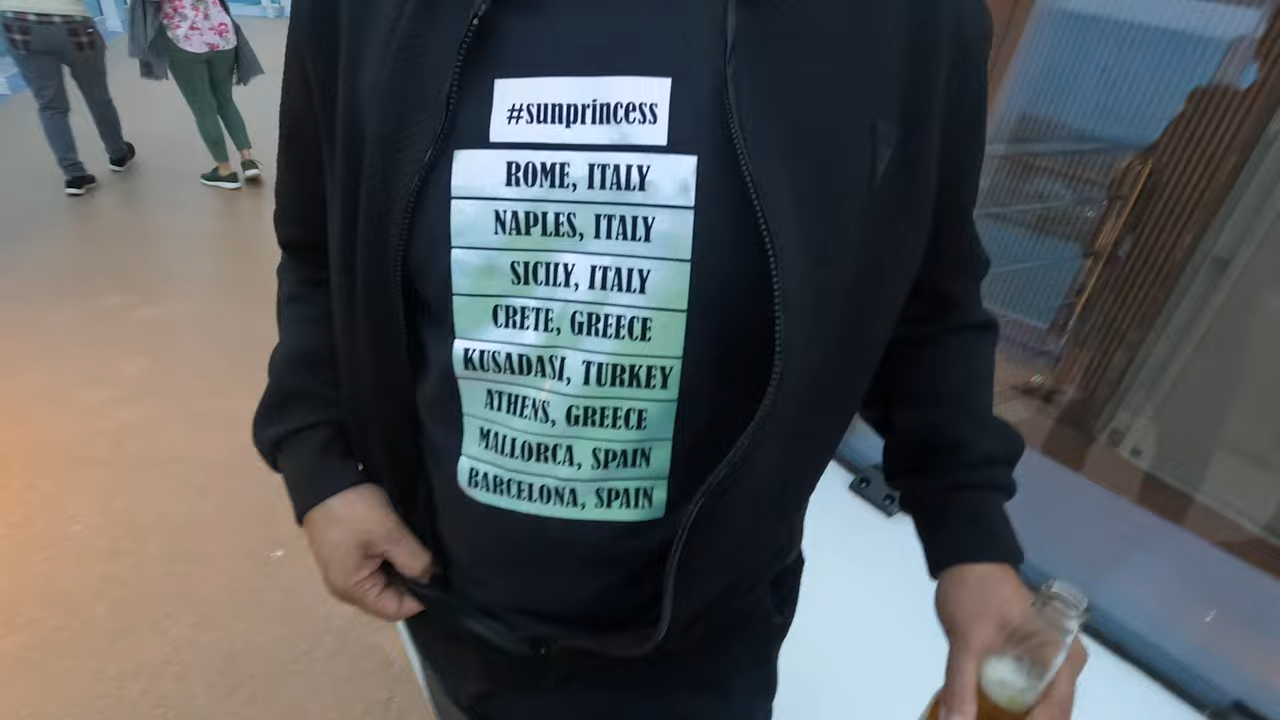 #sunprincess
ROME, ITALY
NAPLES, ITALY
SICILY, ITALY
CRETE, GREECE
KUSADASI, TURKEY
ATHENS, GREECE
MALLORCA, SPAIN
BARCELONA, SPAIN